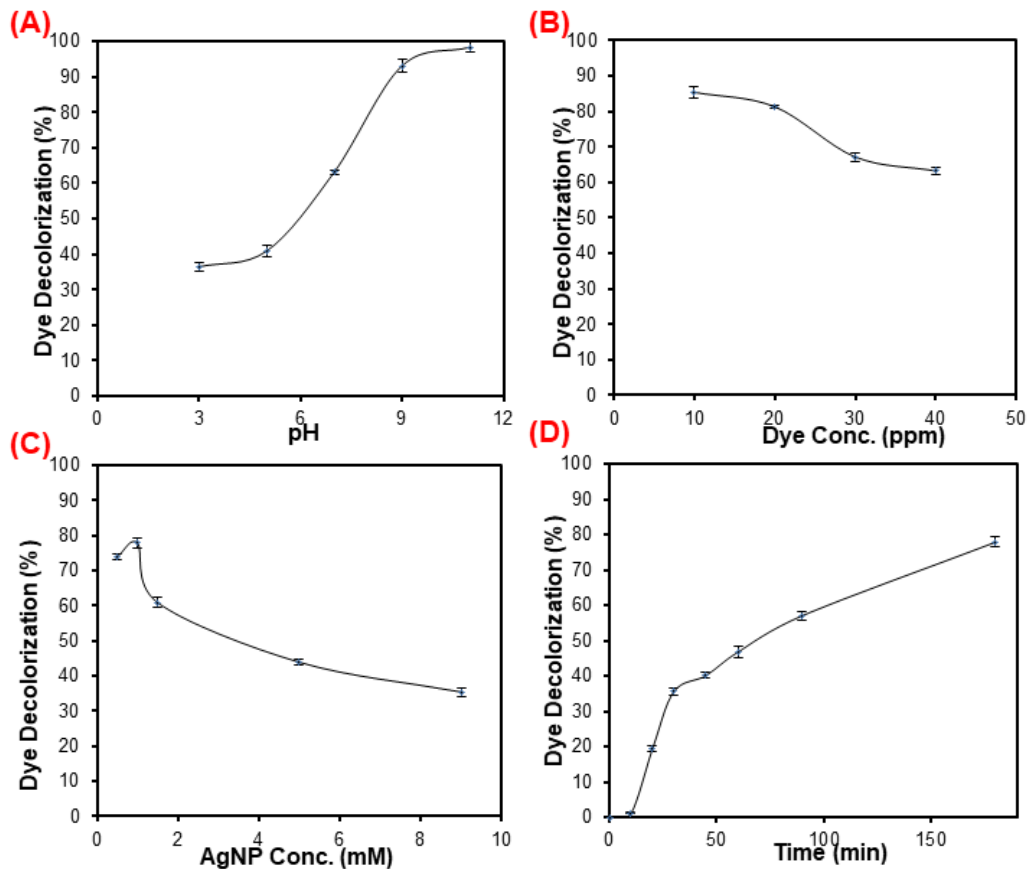 (A)
Dye Decolorization (%)
100
90
80
70
60
50
40
30
20
10
0
0 3 6 9 12
pH
(B)
Dye Decolorization (%)
100
90
80
70
60
50
40
30
20
10
0
0 10 20 30 40 50
Dye Conc. (ppm)
(C)
Dye Decolorization (%)
100
90
80
70
60
50
40
30
20
10
0
0 2 4 6 8 10
AgNP Conc. (mM)
(D)
Dye Decolorization (%)
100
90
80
70
60
50
40
30
20
10
0
0 50 100 150
Time (min)